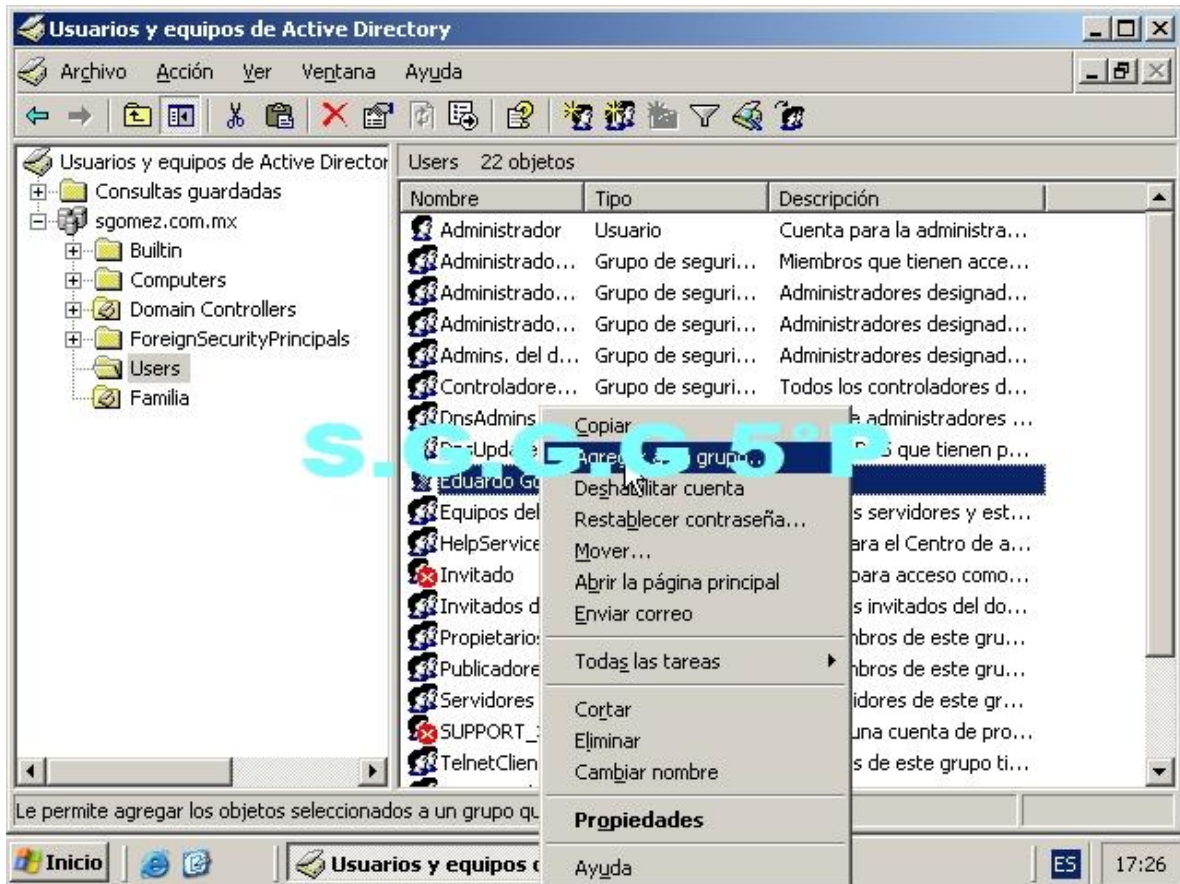 Usuarios y equipos de Active Directory
Archivo Acción Ver Ventana Ayuda
Usuarios y equipos de Active Director
Consultas guardadas
sgomez.com.mx
Builtin
Computers
Domain Controllers
ForeignSecurityPrincipals
Users
Familia
Users 22 objetos
Nombre Tipo Descripción
Administrador Usuario Cuenta para la administra...
Administrado... Grupo de seguri... Miembros que tienen acce...
Administrado... Grupo de seguri... Administradores designad...
Administrado... Grupo de seguri... Administradores designad...
Admins. del d... Grupo de seguri... Administradores designad...
Controladore... Grupo de seguri... Todos los controladores d...
DnsAdmins administradores ...
que tienen p...
Eduardo
Equipos del s servidores y est...
HelpService ara el Centro de a...
Invitado para acceso como...
Invitados d s invitados del do...
Propietario mbros de este gru...
Publicadore mbros de este gru...
Servidores idores de este gr...
SUPPORT_ una cuenta de pro...
TelnetClien s de este grupo ti...
Copiar
Agregar a un grupo...
Deshabilitar cuenta
Restablecer contraseña...
Mover...
Abrir la página principal
Enviar correo
Todas las tareas
Cortar
Eliminar
Cambiar nombre
Propiedades
Ayuda
S.G.G.G 5°P
Le permite agregar los objetos seleccionados a un grupo qu
Inicio
Usuarios y equipos
ES 17:26